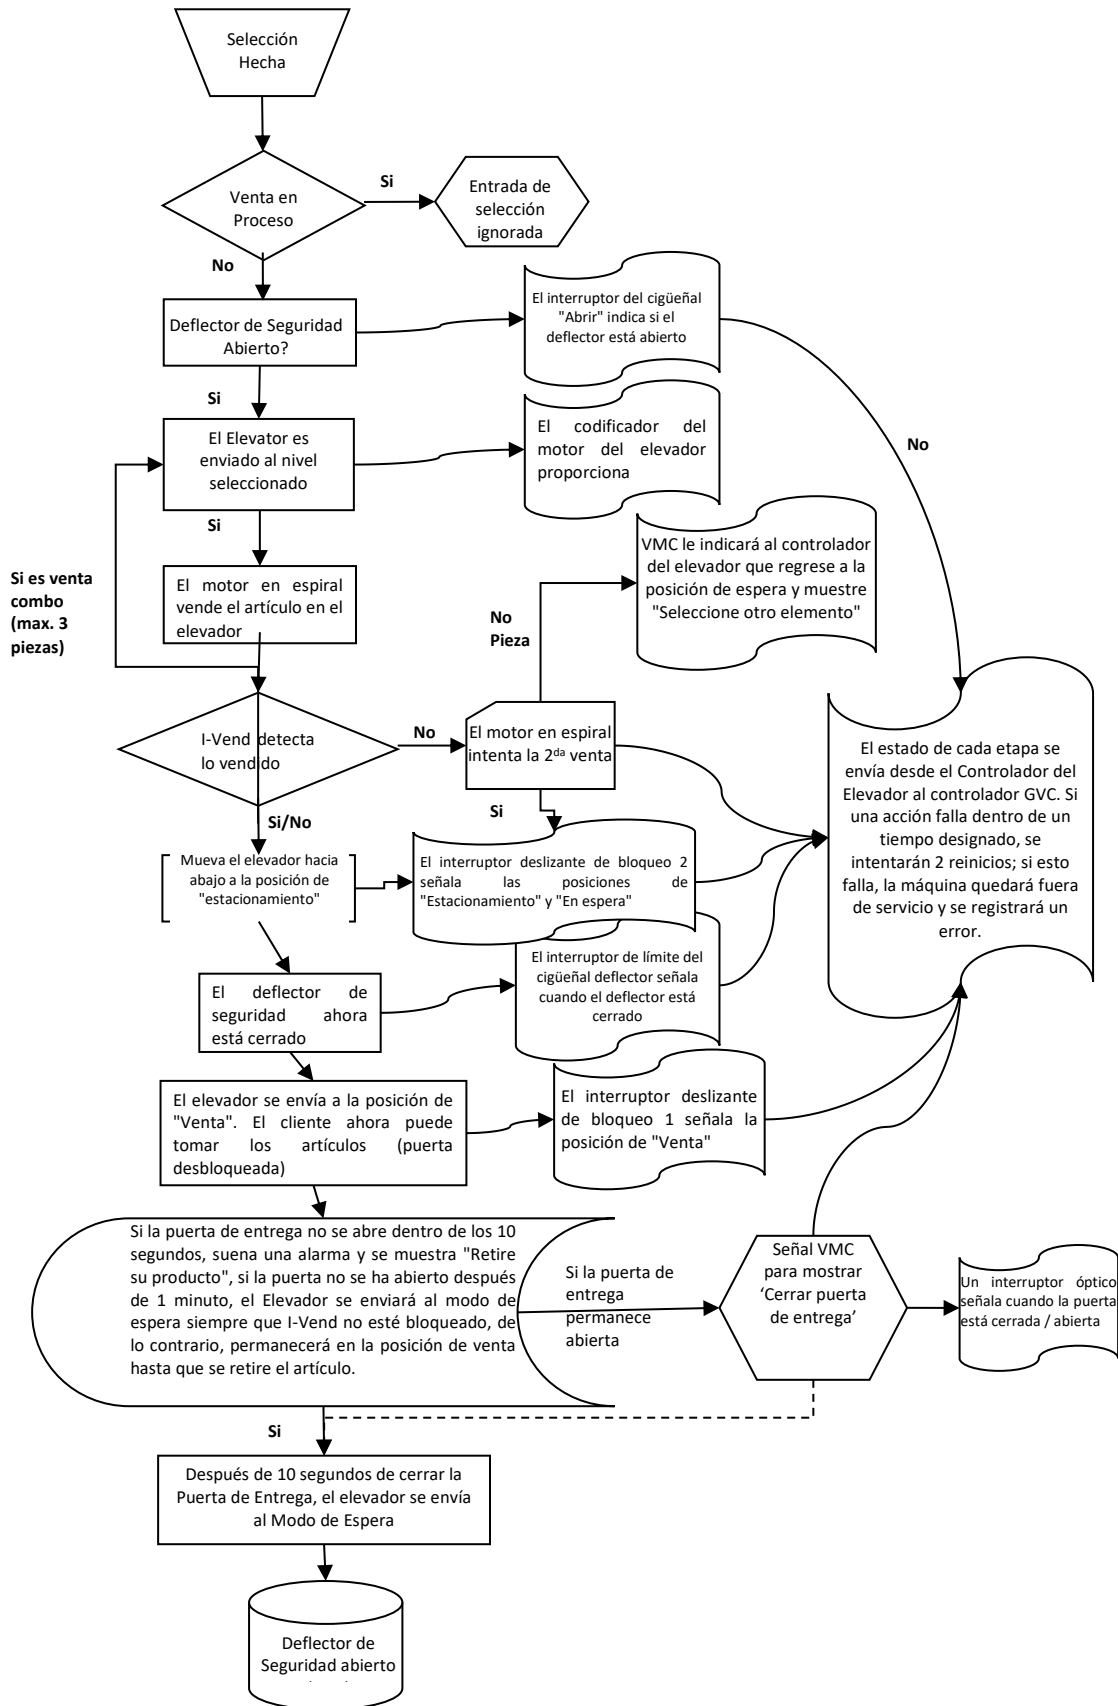 Selección
Hecha
Venta en
Proceso
Si
Entrada de
selección
ignorada
No
Deflector de Seguridad
Abierto?
El interruptor del cigüeñal
"Abrir" indica si el
deflector está abierto
No
Si
El Elevator es
enviado al nivel
seleccionado
El codificador del
motor del elevador
proporciona
Si
Si es venta
combo
(max. 3
piezas)
El motor en espiral
vende el artículo en el
elevador
VMC le indicará al controlador
del elevador que regrese a la
posición de espera y muestre
"Seleccione otro elemento"
No
Pieza
I-Vend detecta
lo vendido
No
El motor en espiral
intenta la 2da venta
El estado de cada etapa se
envía desde el Controlador del
Elevador al controlador GVC. Si
una acción falla dentro de
un tiempo designado, se
intentarán 2 reinicios; si esto
falla, la máquina quedará fuera
de servicio y se registrará un
error.
Si
Si/No
Mueva el elevador hacia
abajo a la posición de
"estacionamiento"
El interruptor deslizante de bloqueo 2
señala las posiciones de
"Estacionamiento" y "En espera"
El interruptor de límite del
cigüeñal deflector señala
cuando el deflector está
cerrado
El deflector de
seguridad ahora
está cerrado
El elevador se envía a la posición de
"Venta". El cliente ahora puede
tomar los artículos (puerta
desbloqueada)
El interruptor deslizante
de bloqueo 1 señala la
posición de "Venta"
Si la puerta de entrega no se abre dentro de los 10
segundos, suena una alarma y se muestra "Retire
su producto", si la puerta no se ha abierto después
de 1 minuto, el Elevador se enviará al modo de
espera siempre que I-Vend no esté bloqueado, de
lo contrario, permanecerá en la posición de venta
hasta que se retire el artículo.
Si la puerta de
entrega
permanece
abierta
Señal VMC
para mostrar
‘Cerrar puerta
de entrega’
Un interruptor óptico
señala cuando la puerta
está cerrada / abierta
Si
Después de 10 segundos de cerrar la
Puerta de Entrega, el elevador se envía
al Modo de Espera
Deflector de
Seguridad abierto